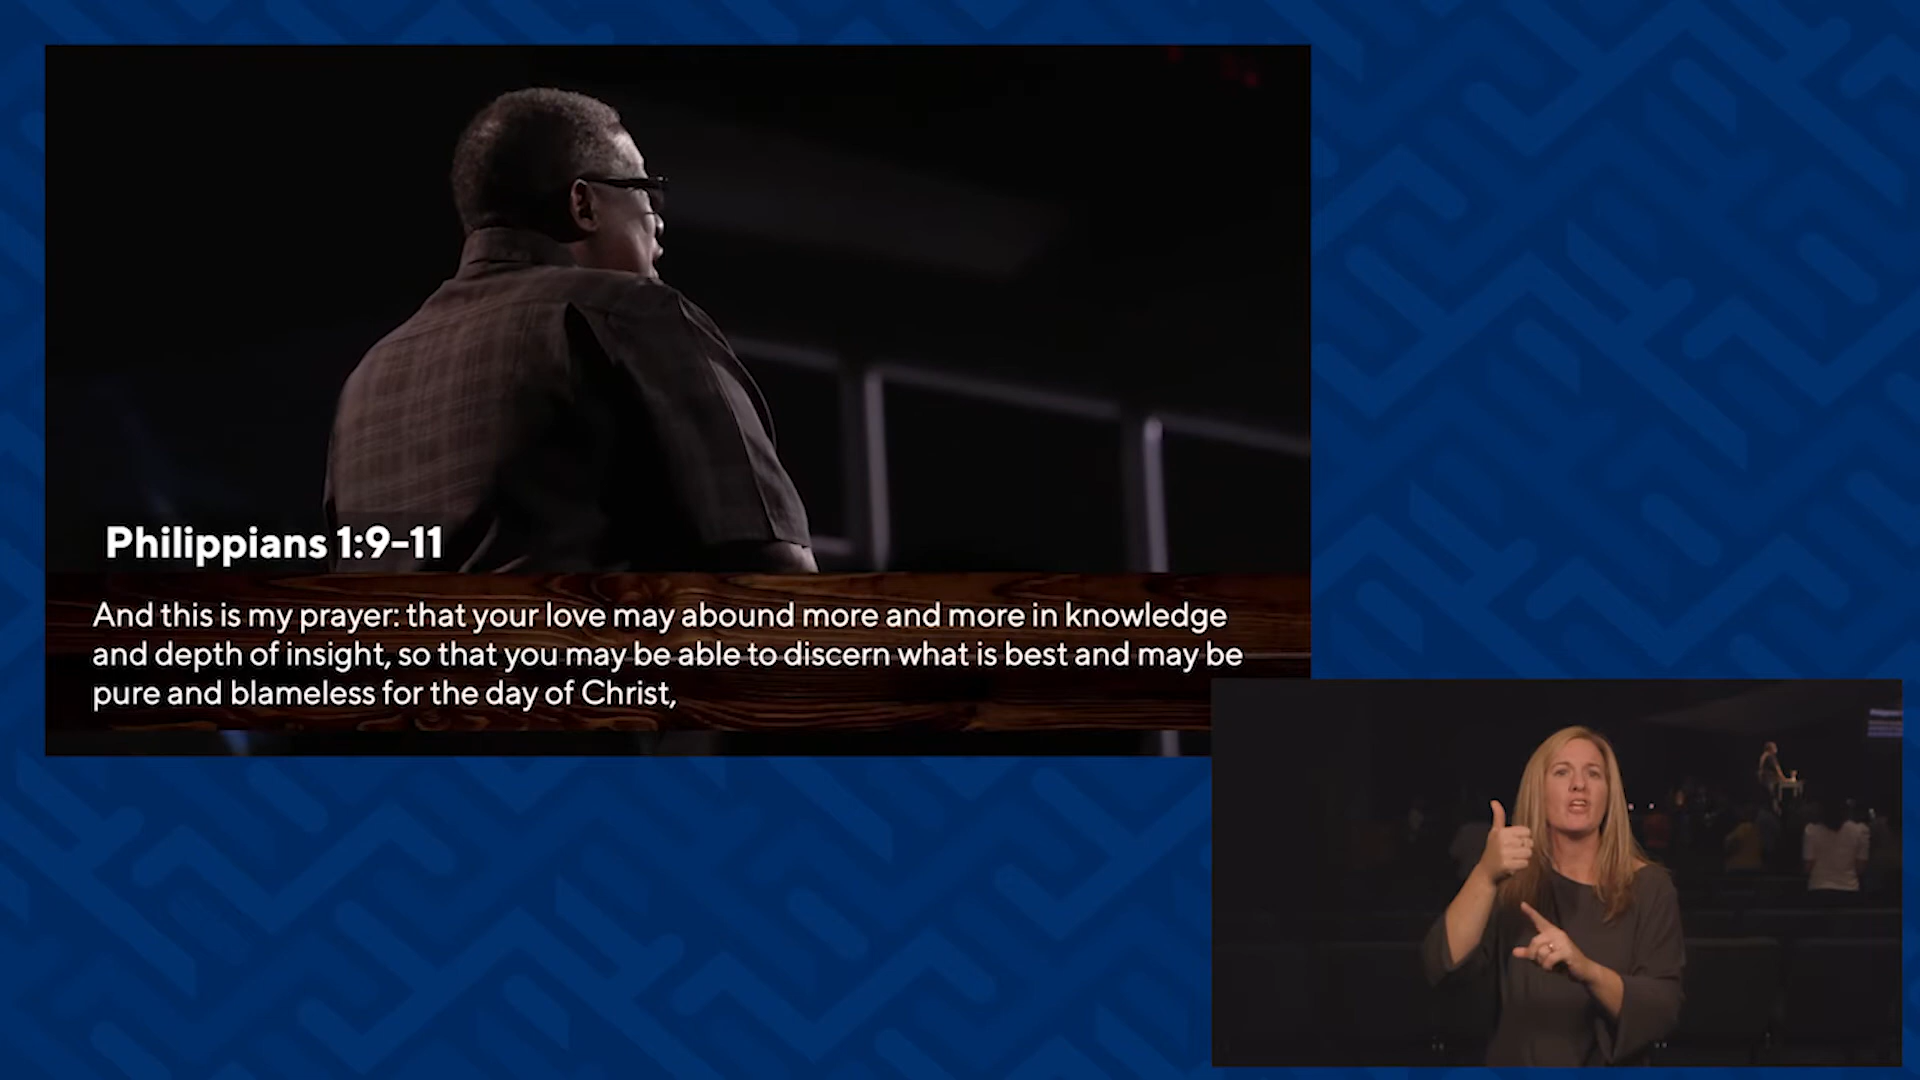 Philippians 1:9-11
And this is my prayer: that your love may abound more and more in knowledge
and depth of insight, so that you may be able to discern what is best and may be
pure and blameless for the day of Christ,